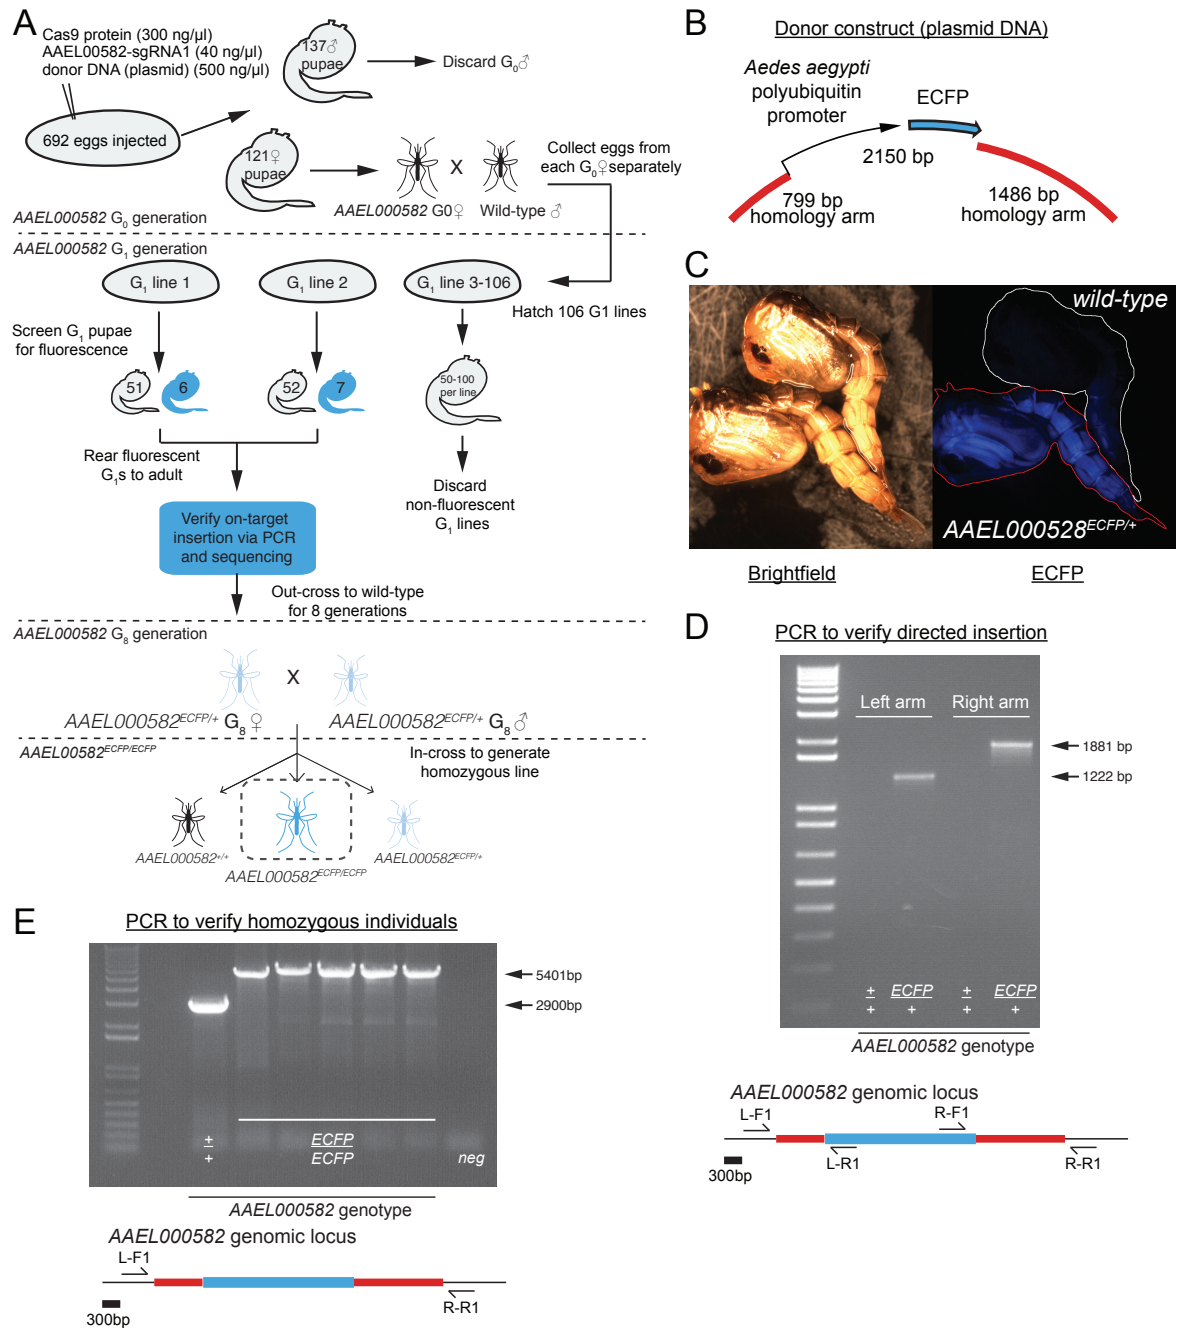 A
Cas9 protein (300 ng/µl)
AAEL00582-sgRNA1 (40 ng/µl)
donor DNA (plasmid) (500 ng/µl)
692 eggs injected
137♂
pupae
Discard G0♂
121♀
pupae
X
AAEL000582 G0♀
Wild-type ♂
Collect eggs from
each G0♀ separately
AAEL000582 G0 generation
AAEL000582 G1 generation
G1 line 1
G1 line 2
G1 line 3-106
Hatch 106 G1 lines
Screen G1 pupae
for fluorescence
51
6
52
7
50-100
per line
Rear fluorescent
G1s to adult
Discard
non-fluorescent
G1 lines
Verify on-target
insertion via PCR
and sequencing
Out-cross to wild-type
for 8 generations
AAEL000582 G8 generation
X
AAEL000582ECFP/+ G8 ♀
AAEL000582ECFP/+ G8 ♂
AAEL00582ECFP/ECFP
In-cross to generate
homozygous line
AAEL000582+/+
AAEL000582ECFP/ECFP
AAEL000582ECFP/+
B
Donor construct (plasmid DNA)
Aedes aegypti
polyubiquitin
promoter
ECFP
2150 bp
799 bp
homology arm
1486 bp
homology arm
C
wild-type
AAEL000528ECFP/+
Brightfield
ECFP
D
PCR to verify directed insertion
Left arm
Right arm
1881 bp
1222 bp
+ ECFP + ECFP
+ + + +
AAEL000582 genotype
AAEL000582 genomic locus
L-F1
R-F1
L-R1
R-R1
300bp
E
PCR to verify homozygous individuals
5401bp
2900bp
+ ECFP
+ ECFP neg
AAEL000582 genotype
AAEL000582 genomic locus
L-F1
R-R1
300bp